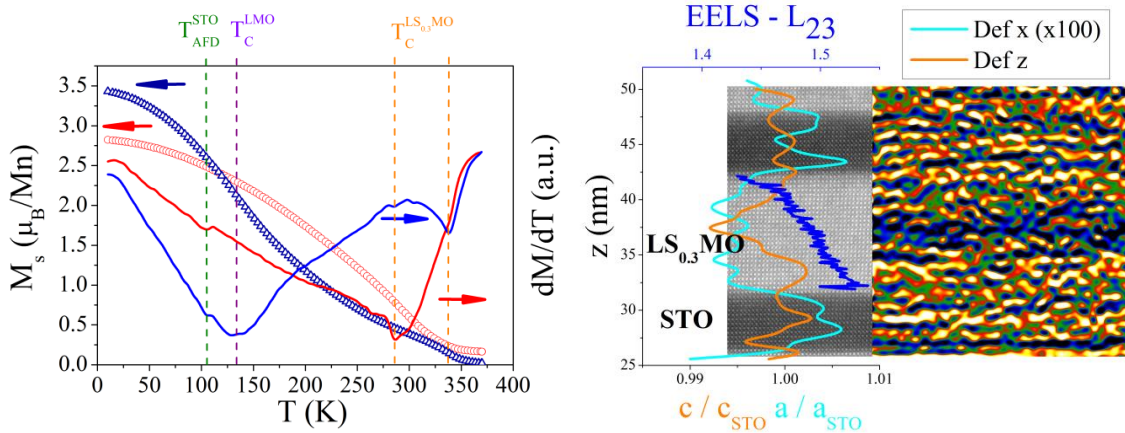 T_AFD^STO T_C^LMO T_C^LS0.3MO
3.5
3.0
2.5
2.0
1.5
1.0
0.5
0.0
M_s (μ_B/Mn)
0 50 100 150 200 250 300 350 400
T (K)
dM/dT (a.u.)
EELS - L_23
1.4 1.5
Def x (x100)
Def z
50
45
40
35
30
25
z (nm)
LS_0.3MO
STO
0.99 1.00 1.01
c / c_STO a / a_STO